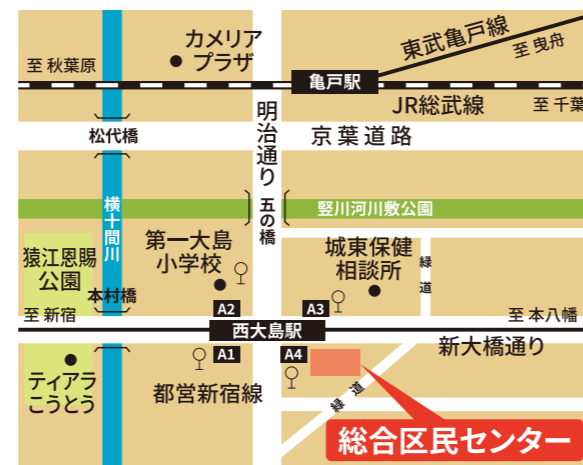 カメリア
プラザ
東武亀戸線
至 曳舟
至 秋葉原
亀戸駅
JR総武線
至 千葉
明治通り
京葉道路
松代橋
横十間川
五の橋
竪川河川敷公園
猿江恩賜
公園
第一大島
小学校
城東保健
相談所
緑道
本村橋
至 新宿
A2
A3
至 本八幡
西大島駅
新大橋通り
A1
A4
ティアラ
こうとう
都営新宿線
緑道
総合区民センター